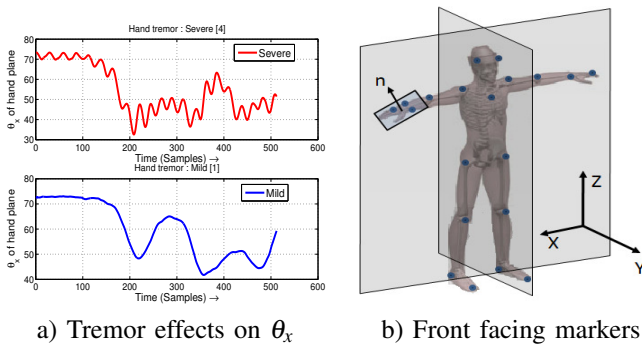 Hand tremor : Severe [4]
θx of hand plane
80
70
60
50
40
30
Severe
0 100 200 300 400 500 600
Time (Samples) →
Hand tremor : Mild [1]
θx of hand plane
80
70
60
50
40
Mild
0 100 200 300 400 500 600
Time (Samples) →
a) Tremor effects on θx
n
Z
X
Y
b) Front facing markers